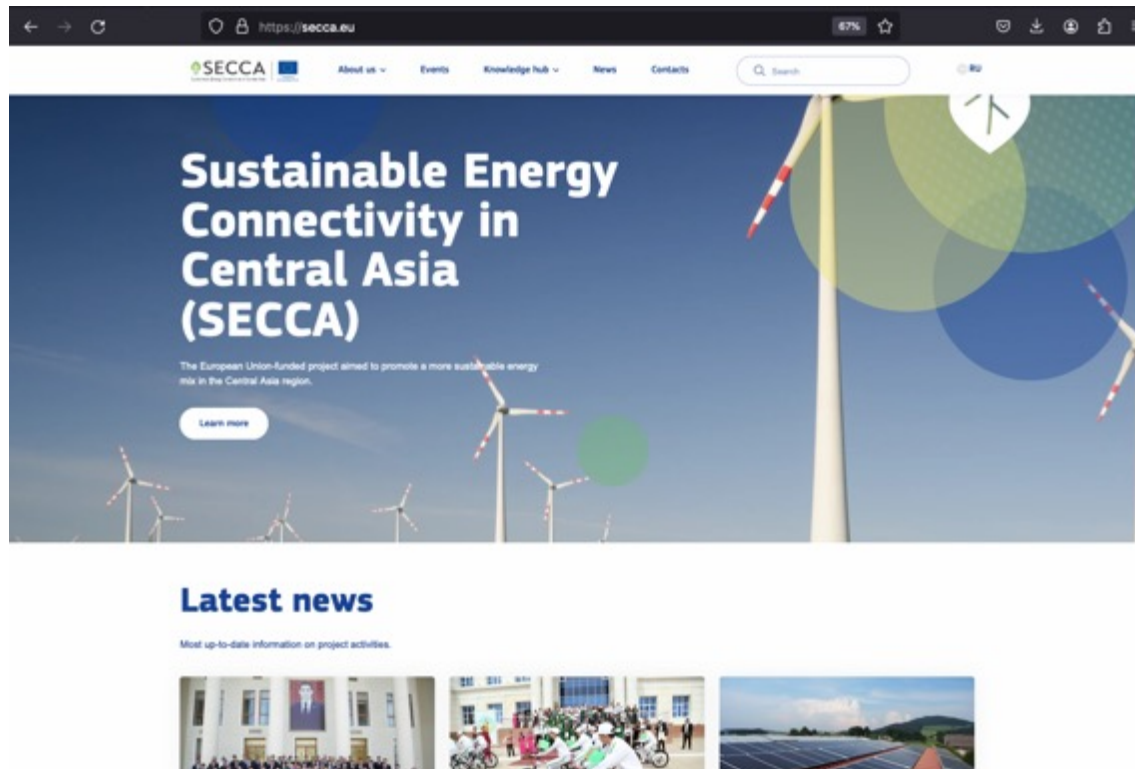 https://secca.eu
67%
SECCA
About us
Events
Knowledge hub
News
Contacts
Search
RU
Sustainable Energy
Connectivity in
Central Asia
(SECCA)
The European Union-funded project aimed to promote a more sustainable energy
mix in the Central Asia region.
Learn more
Latest news
Most up-to-date information on project activities.